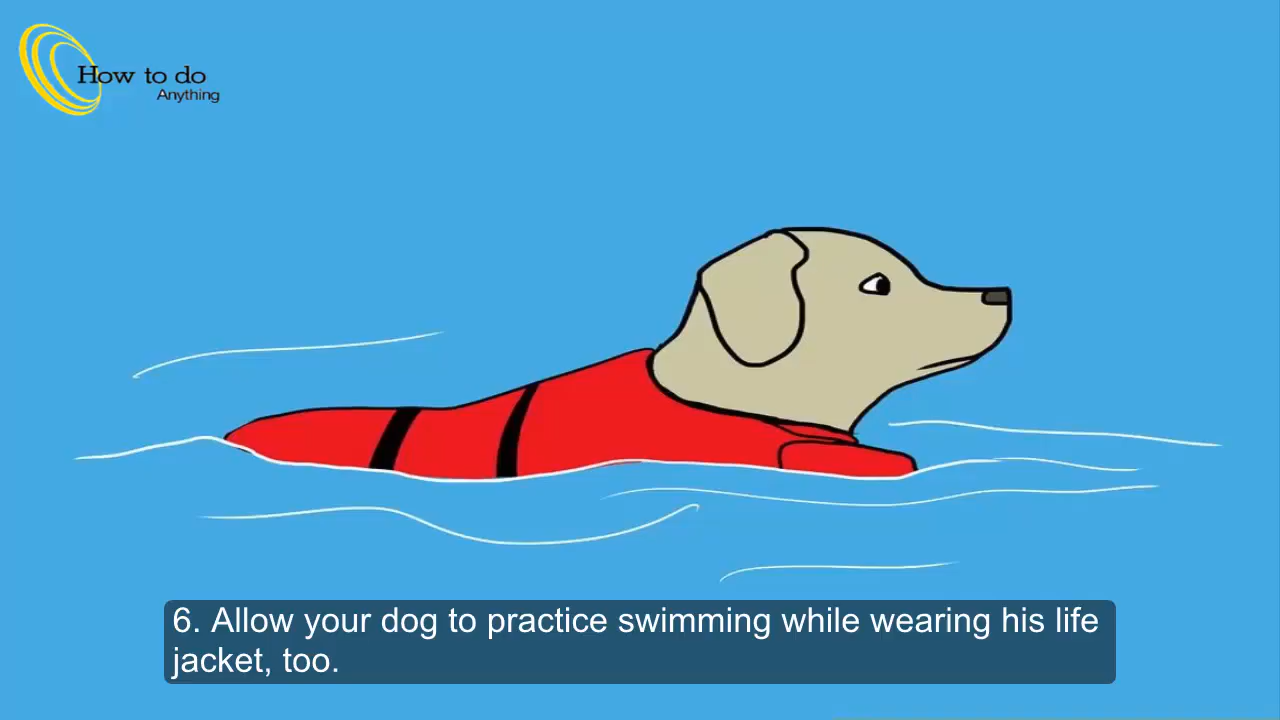 How to do
Anything
6. Allow your dog to practice swimming while wearing his life
jacket, too.